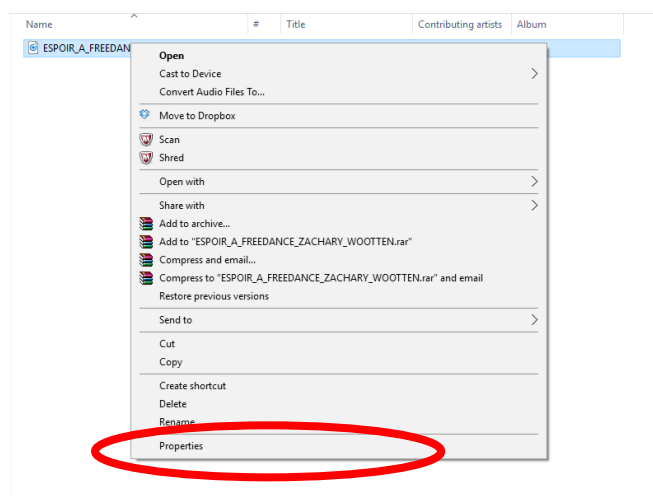 Name # Title Contributing artists Album
ESPOIR_A_FREEDAN
Open
Cast to Device
Convert Audio Files To...
Move to Dropbox
Scan
Shred
Open with
Share with
Add to archive...
Add to "ESPOIR_A_FREEDANCE_ZACHARY_WOOTTEN.rar"
Compress and email...
Compress to "ESPOIR_A_FREEDANCE_ZACHARY_WOOTTEN.rar" and email
Restore previous versions
Send to
Cut
Copy
Create shortcut
Delete
Rename
Properties